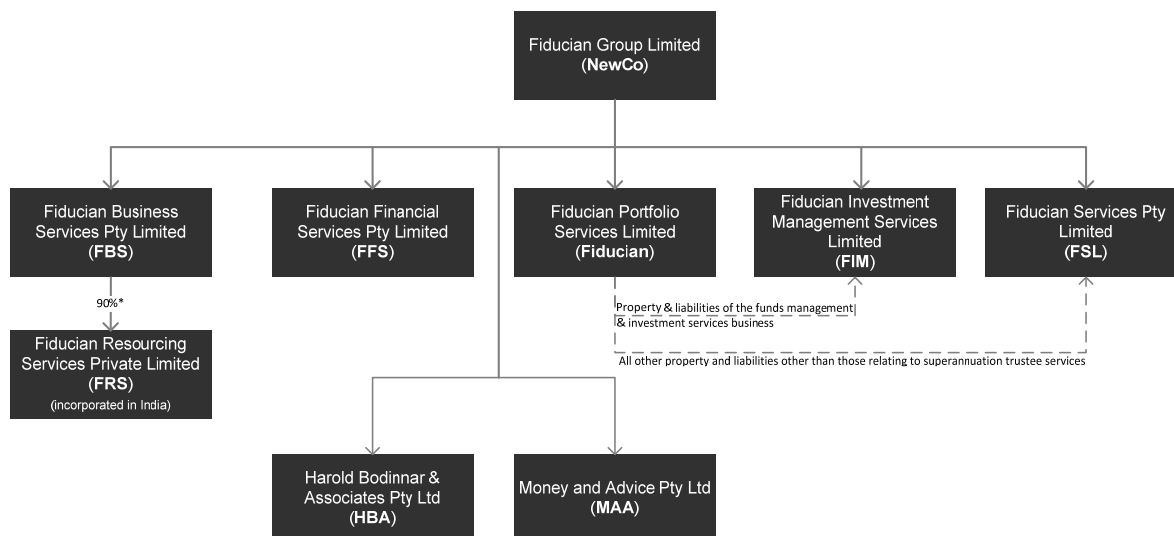 Fiducian Group Limited
(NewCo)
Fiducian Business
Services Pty Limited
(FBS)
Fiducian Financial
Services Pty Limited
(FFS)
Fiducian Portfolio
Services Limited
(Fiducian)
Fiducian Investment
Management Services
Limited
(FIM)
Fiducian Services Pty
Limited
(FSL)
90%*
Property & liabilities of the funds management
& investment services business
Fiducian Resourcing
Services Private Limited
(FRS)
(incorporated in India)
All other property and liabilities other than those relating to superannuation trustee services
Harold Bodinnar &
Associates Pty Ltd
(HBA)
Money and Advice Pty Ltd
(MAA)